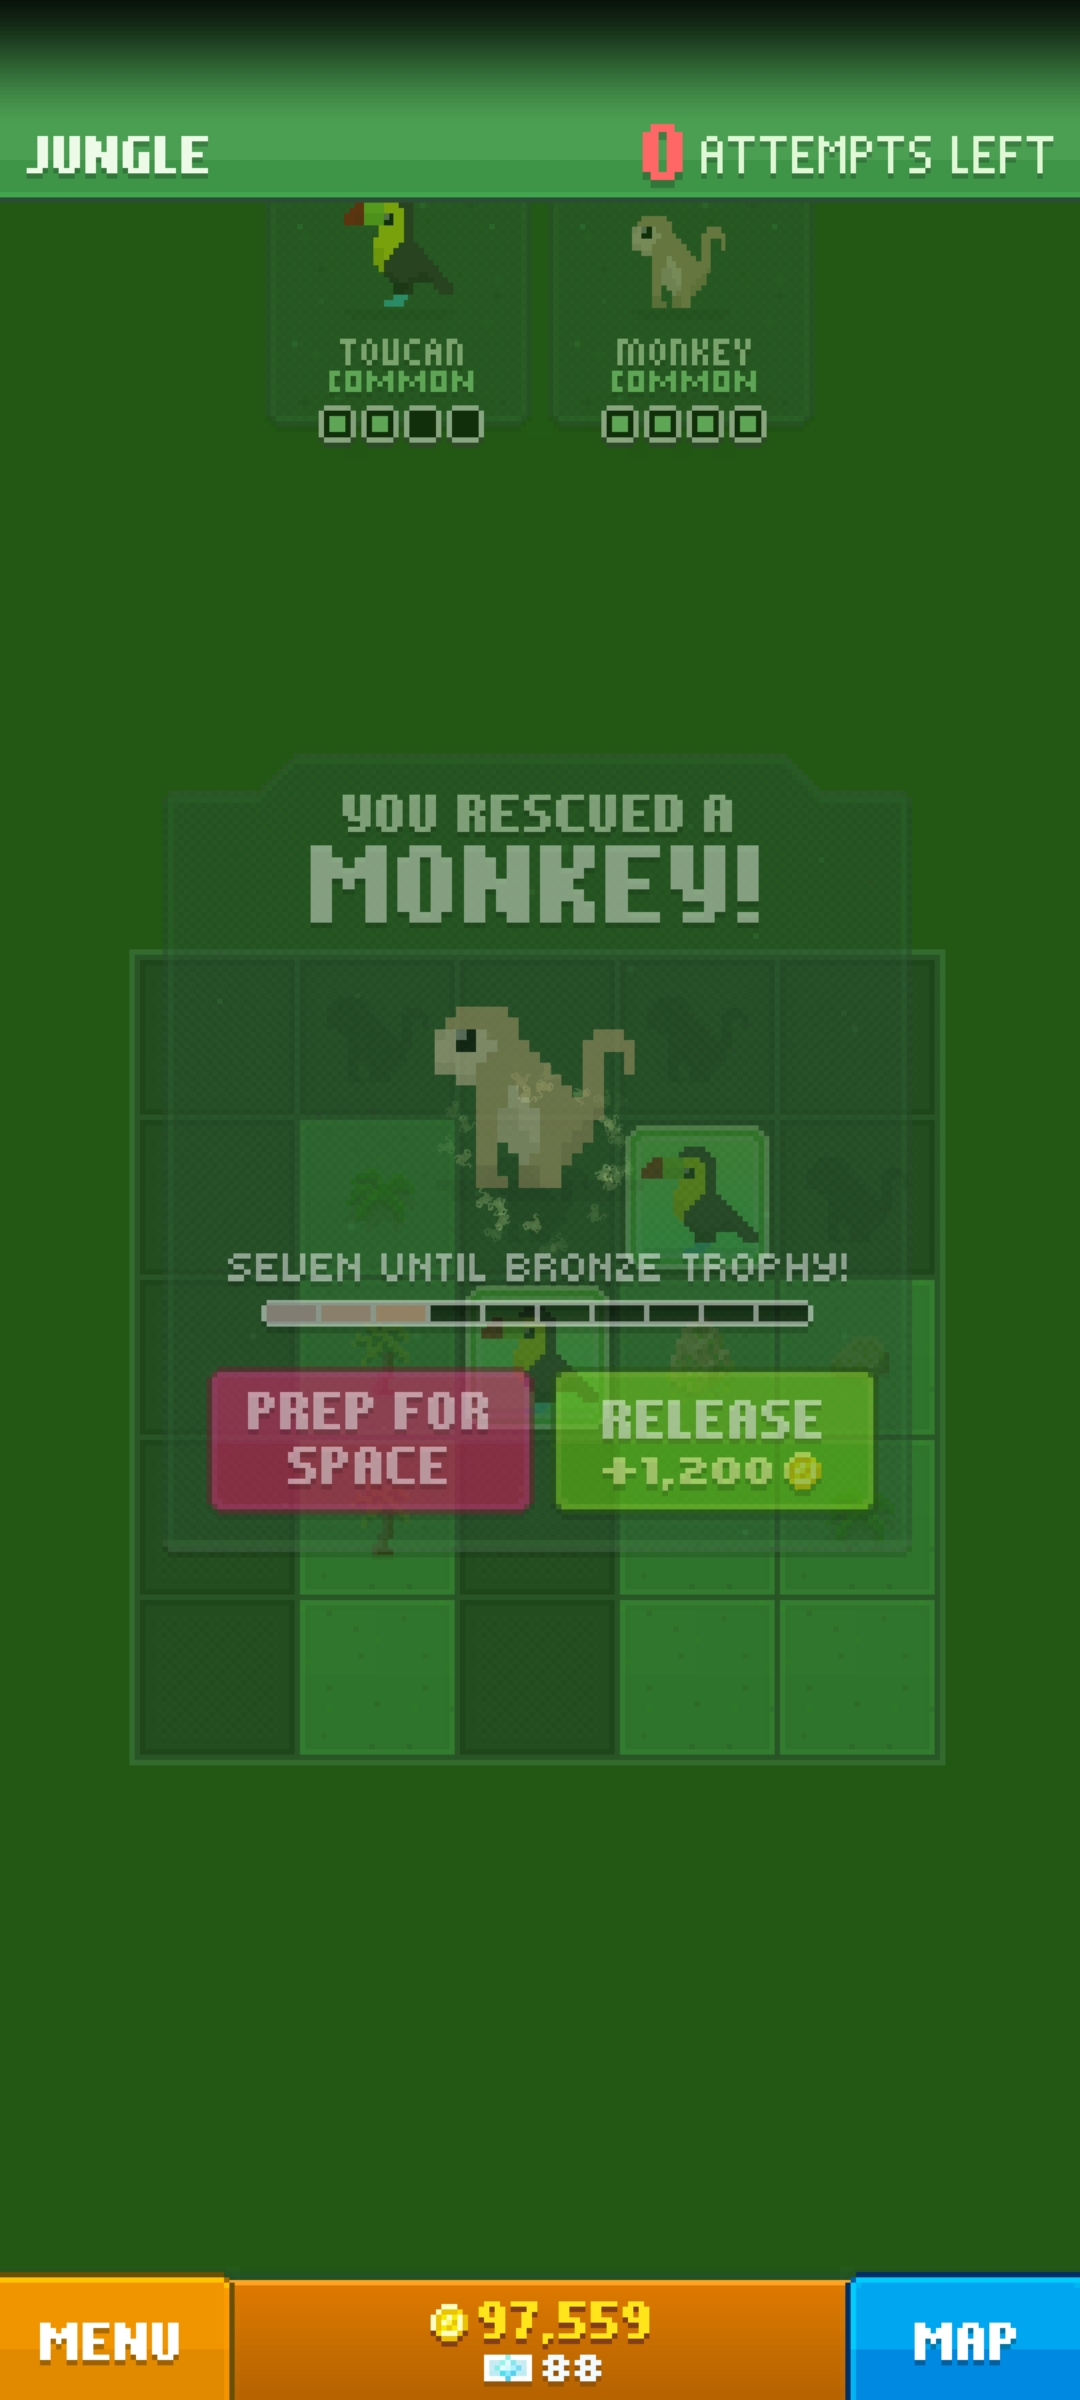 JUNGLE
0 ATTEMPTS LEFT
TOUCAN
COMMON
MONKEY
COMMON
YOU RESCUED A
MONKEY!
SEVEN UNTIL BRONZE TROPHY!
PREP FOR
SPACE
RELEASE
+1,200
MENU
97,559
88
MAP